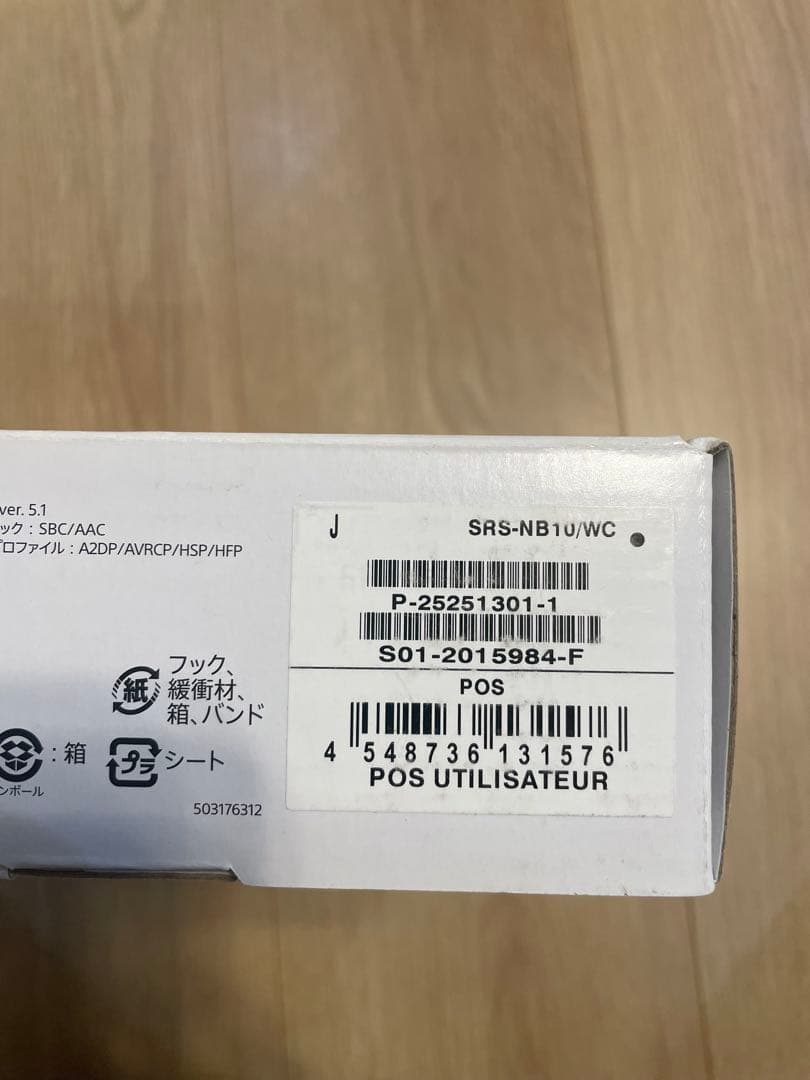 ver. 5.1
ック : SBC/AAC
プロファイル : A2DP/AVRCP/HSP/HFP
紙
フック、
緩衝材、
箱、バンド
: 箱
ンボール
プラ
シート
503176312
J
SRS-NB10/WC
P-25251301-1
S01-2015984-F
POS
4 548736 131576
POS UTILISATEUR